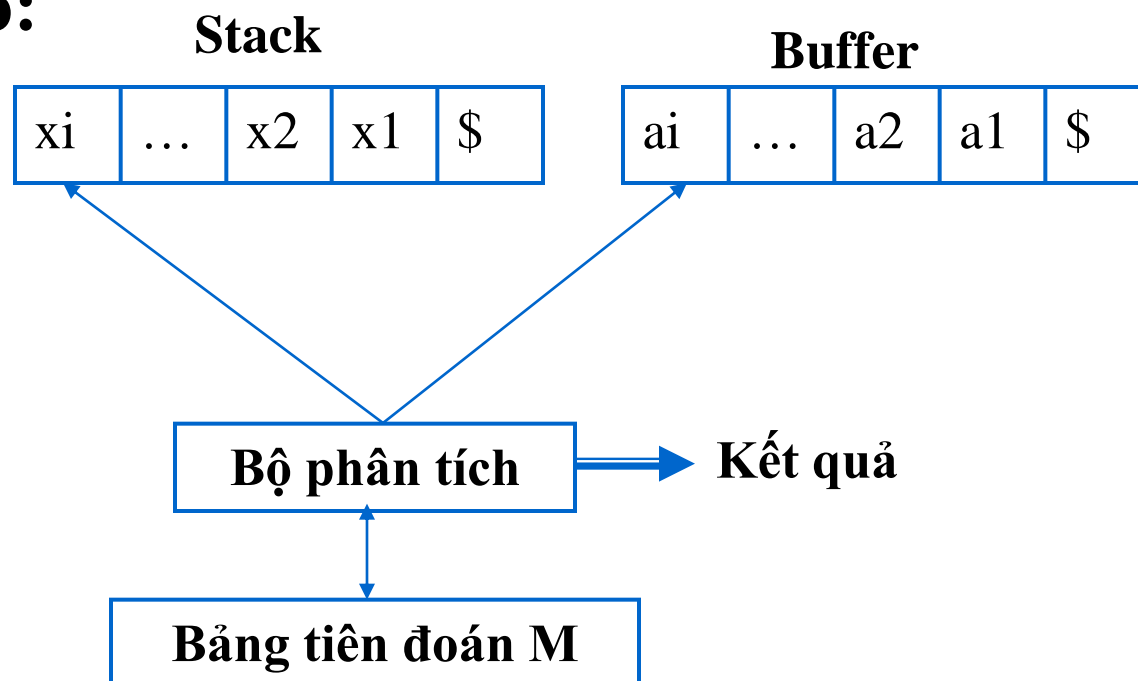 Stack
Buffer
xi … x2 x1 $
ai … a2 a1 $
Bộ phân tích
Kết quả
Bảng tiên đoán M